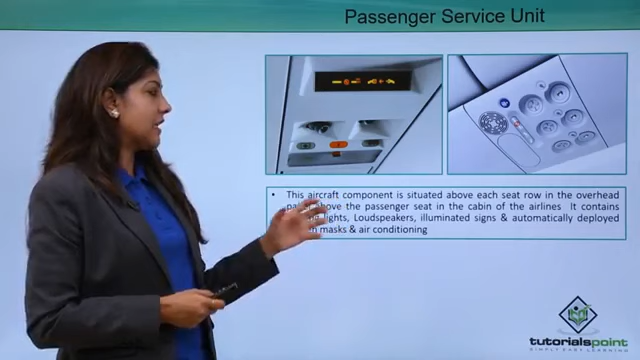 Passenger Service Unit
• This aircraft component is situated above each seat row in the overhead
above the passenger seat in the cabin of the airlines It contains
lights, Loudspeakers, illuminated signs & automatically deployed
masks & air conditioning
tutorialspoint
SIMPLY EASY LEARNING